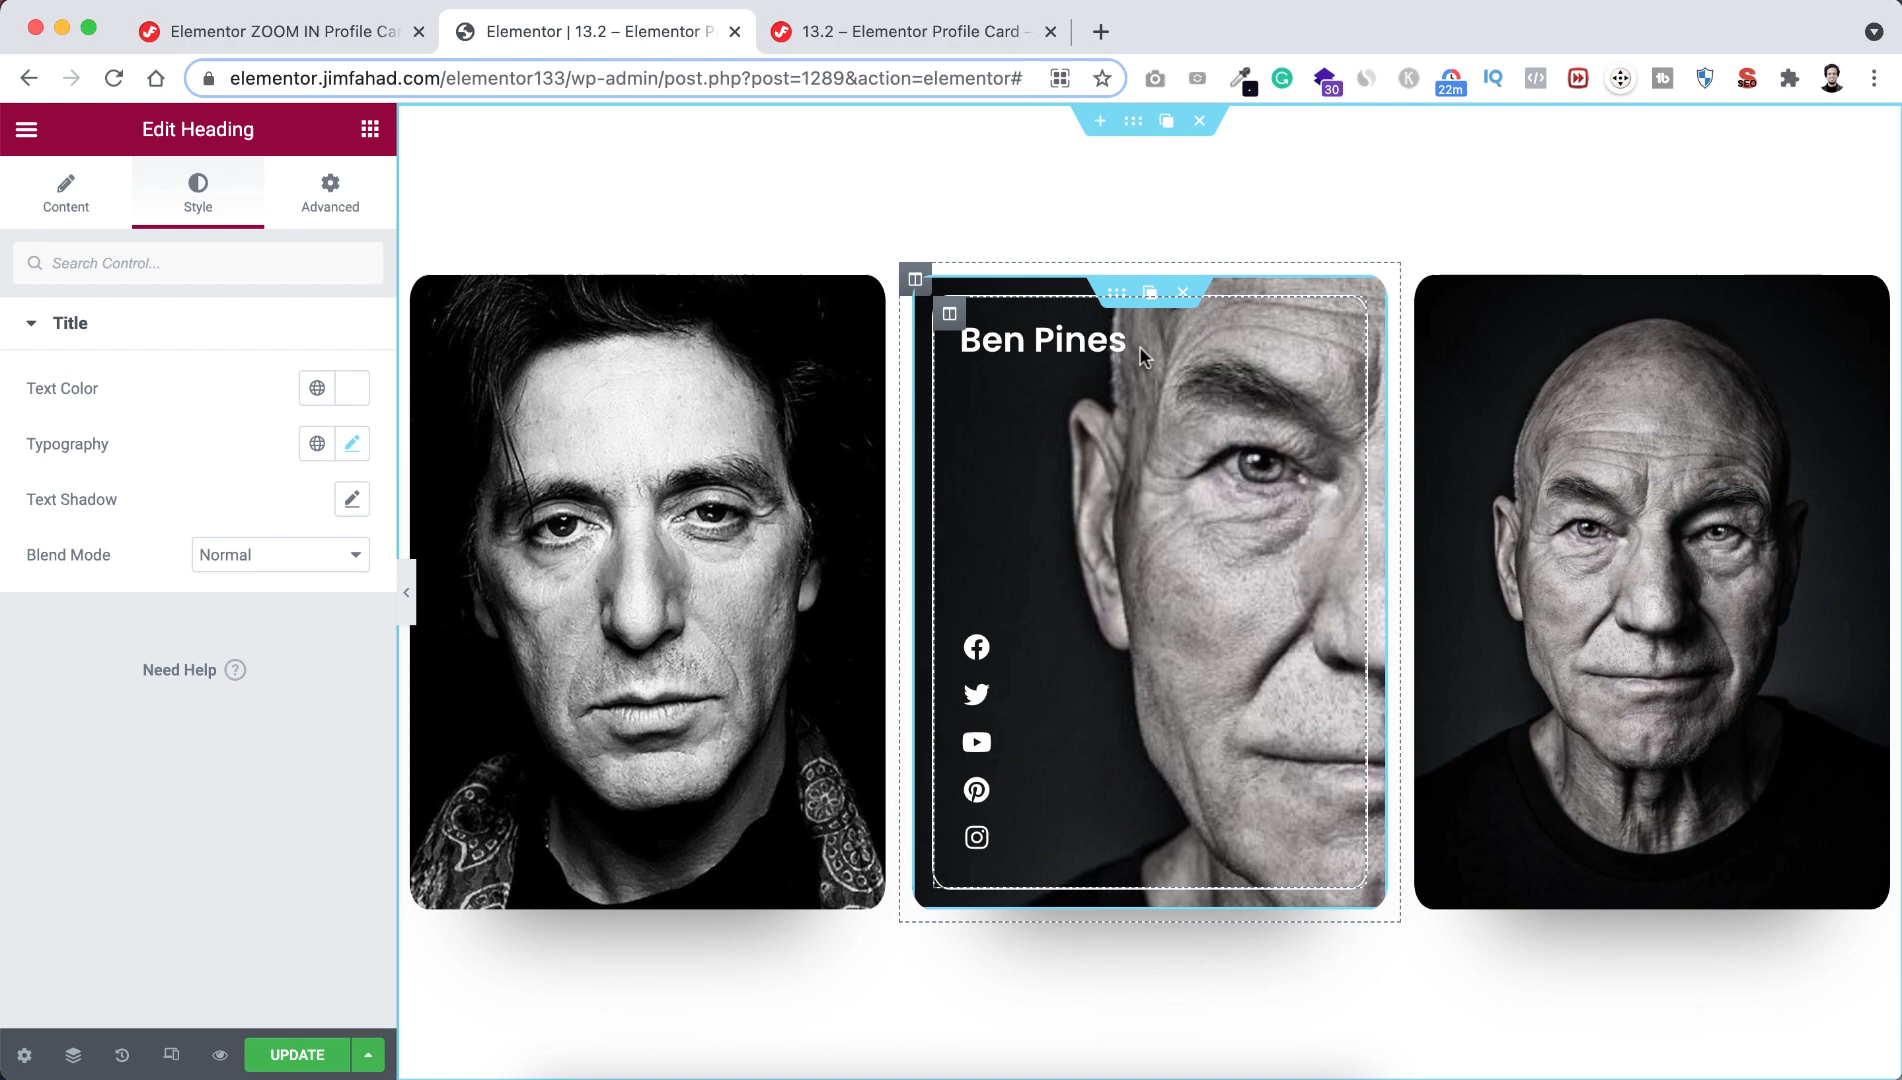 Elementor ZOOM IN Profile Ca
Elementor | 13.2 – Elementor P
13.2 – Elementor Profile Card –
elementor.jimfahad.com/elementor133/wp-admin/post.php?post=1289&action=elementor#
30
22m
IQ
SEO
Edit Heading
Content
Style
Advanced
Search Control...
Title
Text Color
Typography
Text Shadow
Blend Mode
Normal
Need Help ?
UPDATE
Ben Pines